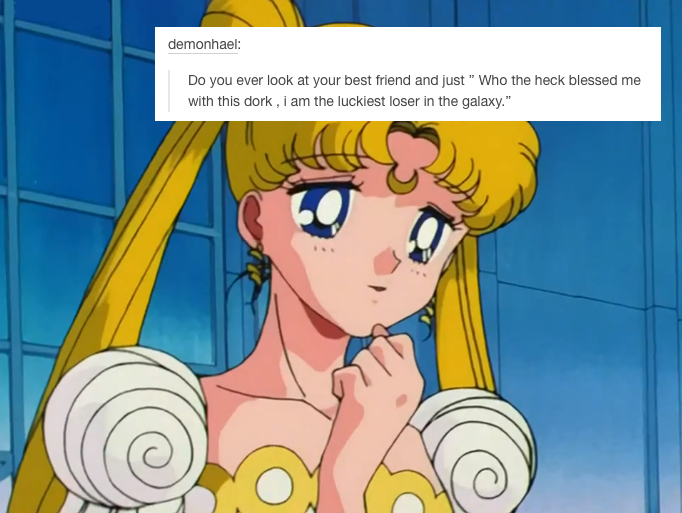 demonhael:
Do you ever look at your best friend and just ” Who the heck blessed me
with this dork , i am the luckiest loser in the galaxy.”